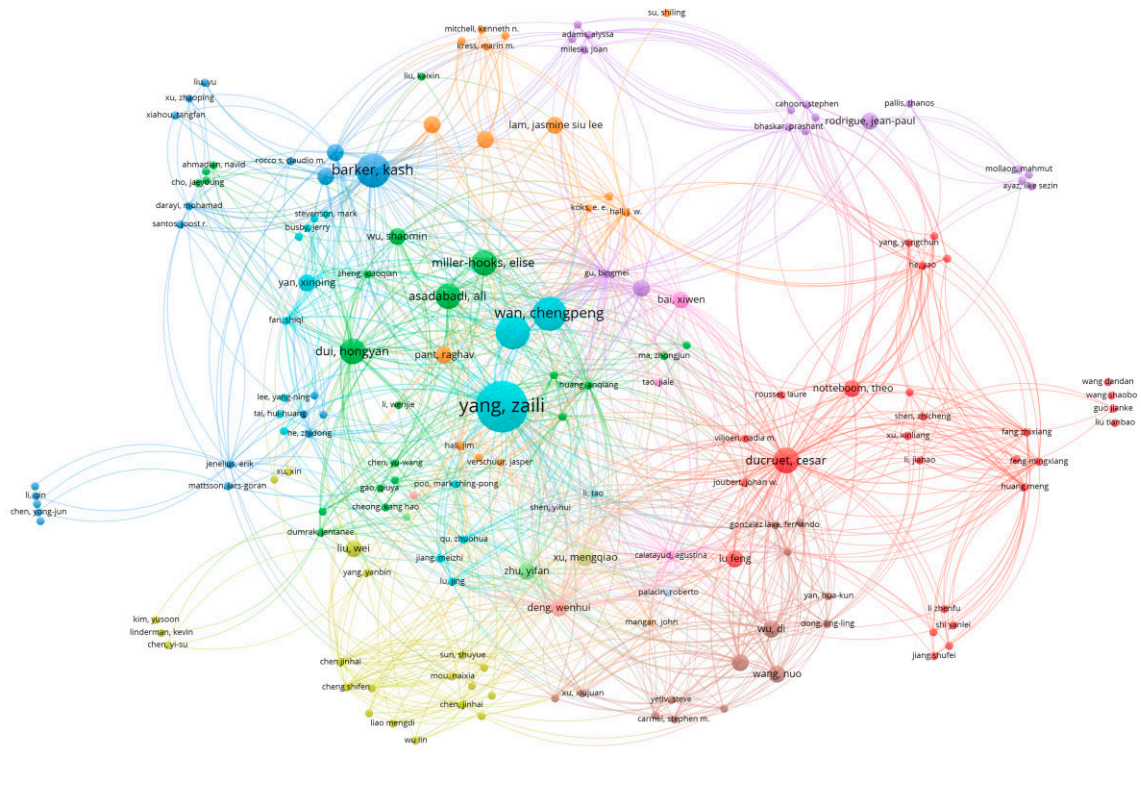 su, shiling
mitchell, kenneth n.
adams, alyssa
kress, marin m.
mileski, joan
liu, kaixin
liu, yu
xu, zhaoping
cahoon, stephen
pallis, thanos
xiahou, tangfan
lam, jasmine siu lee
bhaskar, prashant
rodrigue, jean-paul
rocco s, claudio m.
ahmadian, navid
barker, kash
mollaog, mahmut
cho, jaeyoung
ayaz, ilke sezin
darayi, mohamad
stevenson, mark
koks, e. e.
hall, j. w.
santos, joost r.
busby, jerry
wu, shaomin
yang, yongchun
miller-hooks, elise
he, yao
zheng, xiaoqian
gu, bingmei
yan, xinping
asadabadi, ali
bai, xiwen
wan, chengpeng
fan, shiqi
dui, hongyan
pant, raghav
ma, zhongjun
tao, jiale
huang, anqiang
wang dandan
notteboom, theo
rousset, laure
wang shaobo
lee, yang-ning
li, wenjie
yang, zaili
guo jianke
tai, hui-huang
shen, zhicheng
liu tianbao
he, zhidong
viljoen, nadia m.
xu, xinliang
fang zhixiang
hall, jim
jenelius, erik
chen, yu-wang
verschuur, jasper
ducruet, cesar
li, jiahao
feng mingxiang
xu, xin
mattsson, lars-goran
gao, qiuya
poo, mark ching-pong
joubert, johan w.
huang meng
li, qin
li, tao
chen, yong-jun
cheong, kang hao
shen, yihui
gonzalez laxe, fernando
dumrak, jantanee
qu, zhuohua
liu, wei
jiang, meizhi
xu, mengqiao
calatayud, agustina
lu feng
yang, yanbin
zhu, yifan
lu, jing
palacin, roberto
yan, hua-kun
deng, wenhui
li zhenfu
kim, yusoon
mangan, john
dong, ling-ling
shi yanlei
linderman, kevin
wu, di
chen, yi-su
sun, shuyue
jiang shufei
chen jinhai
mou, naixia
wang, nuo
cheng shifen
xu, xiujuan
yetiv, steve
chen, jinhai
liao mengdi
carmel, stephen m.
wu lin